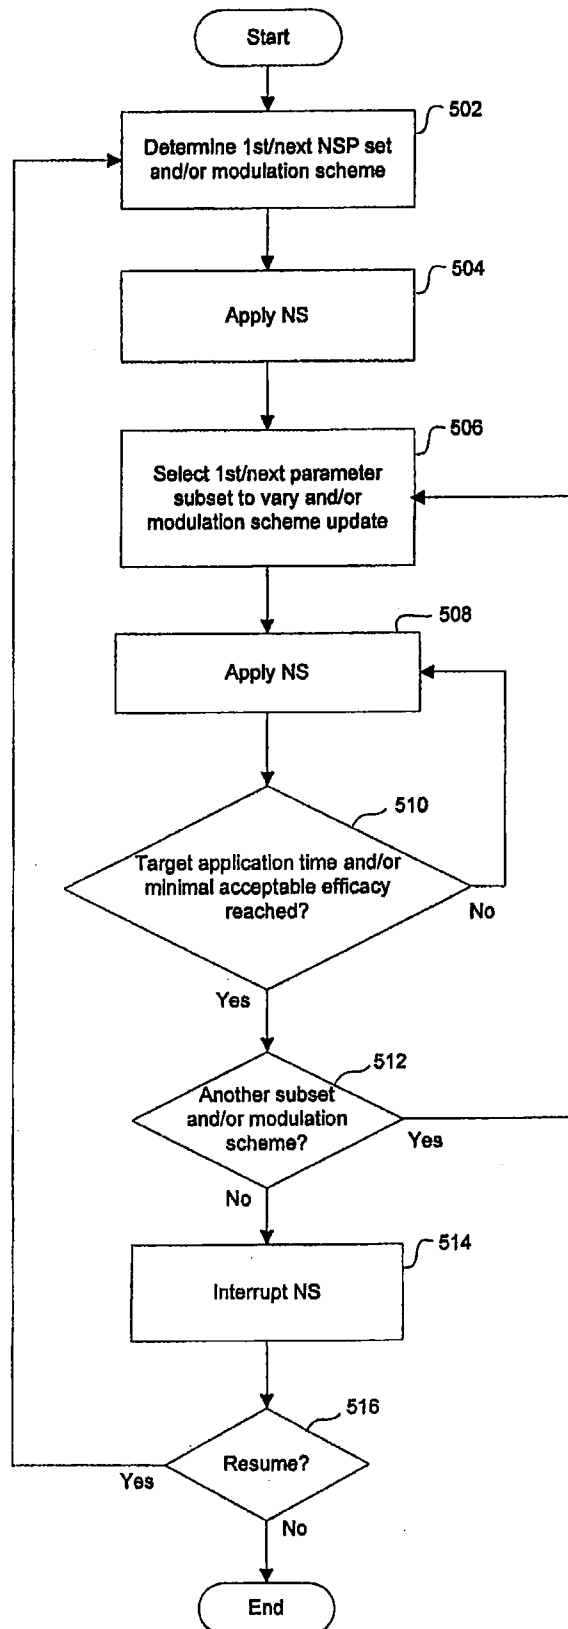 Start
502
Determine 1st/next NSP set
and/or modulation scheme
504
Apply NS
506
Select 1st/next parameter
subset to vary and/or
modulation scheme update
508
Apply NS
510
Target application time and/or
minimal acceptable efficacy
reached?
No
Yes
512
Another subset
and/or modulation
scheme?
Yes
No
514
Interrupt NS
516
Resume?
Yes
No
End